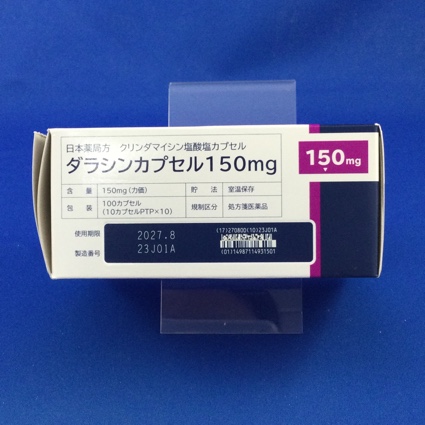 日本薬局方 クリンダマイシン塩酸塩カプセル
ダラシンカプセル150mg
150mg
含 量 150mg(力価) 貯 法 室温保存
包 装 100カプセル (10カプセルPTP×10) 規制区分 処方箋医薬品
使用期限 2027.8
製造番号 23J01A
(17)270800(10)23J01A
(01)14987114931501